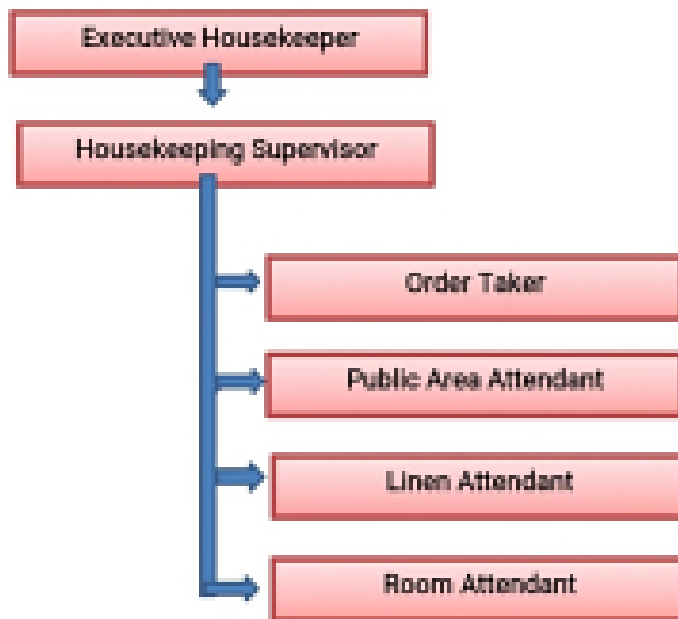 Executive Housekeeper
Housekeeping Supervisor
Order Taker
Public Area Attendant
Linen Attendant
Room Attendant